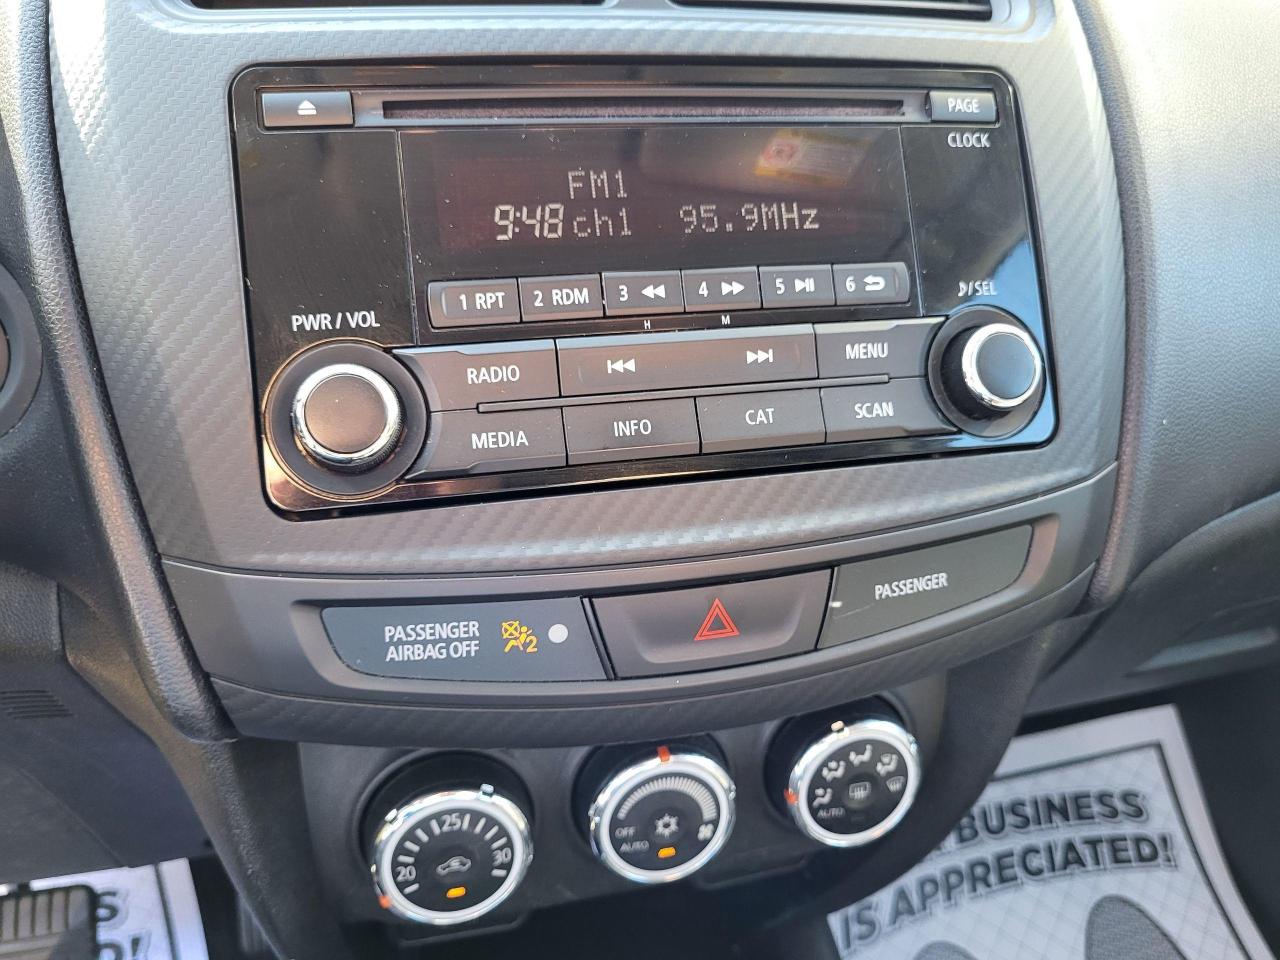 PAGE
CLOCK
FM1
9:48 ch1 95.9MHz
1 RPT 2 RDM 3 4 5 6
H M
PWR / VOL
/SEL
RADIO
MENU
MEDIA INFO CAT SCAN
PASSENGER
AIRBAG OFF
2
PASSENGER
20 25 30
OFF
AUTO
AUTO
BUSINESS
IS APPRECIATED!
S
D!